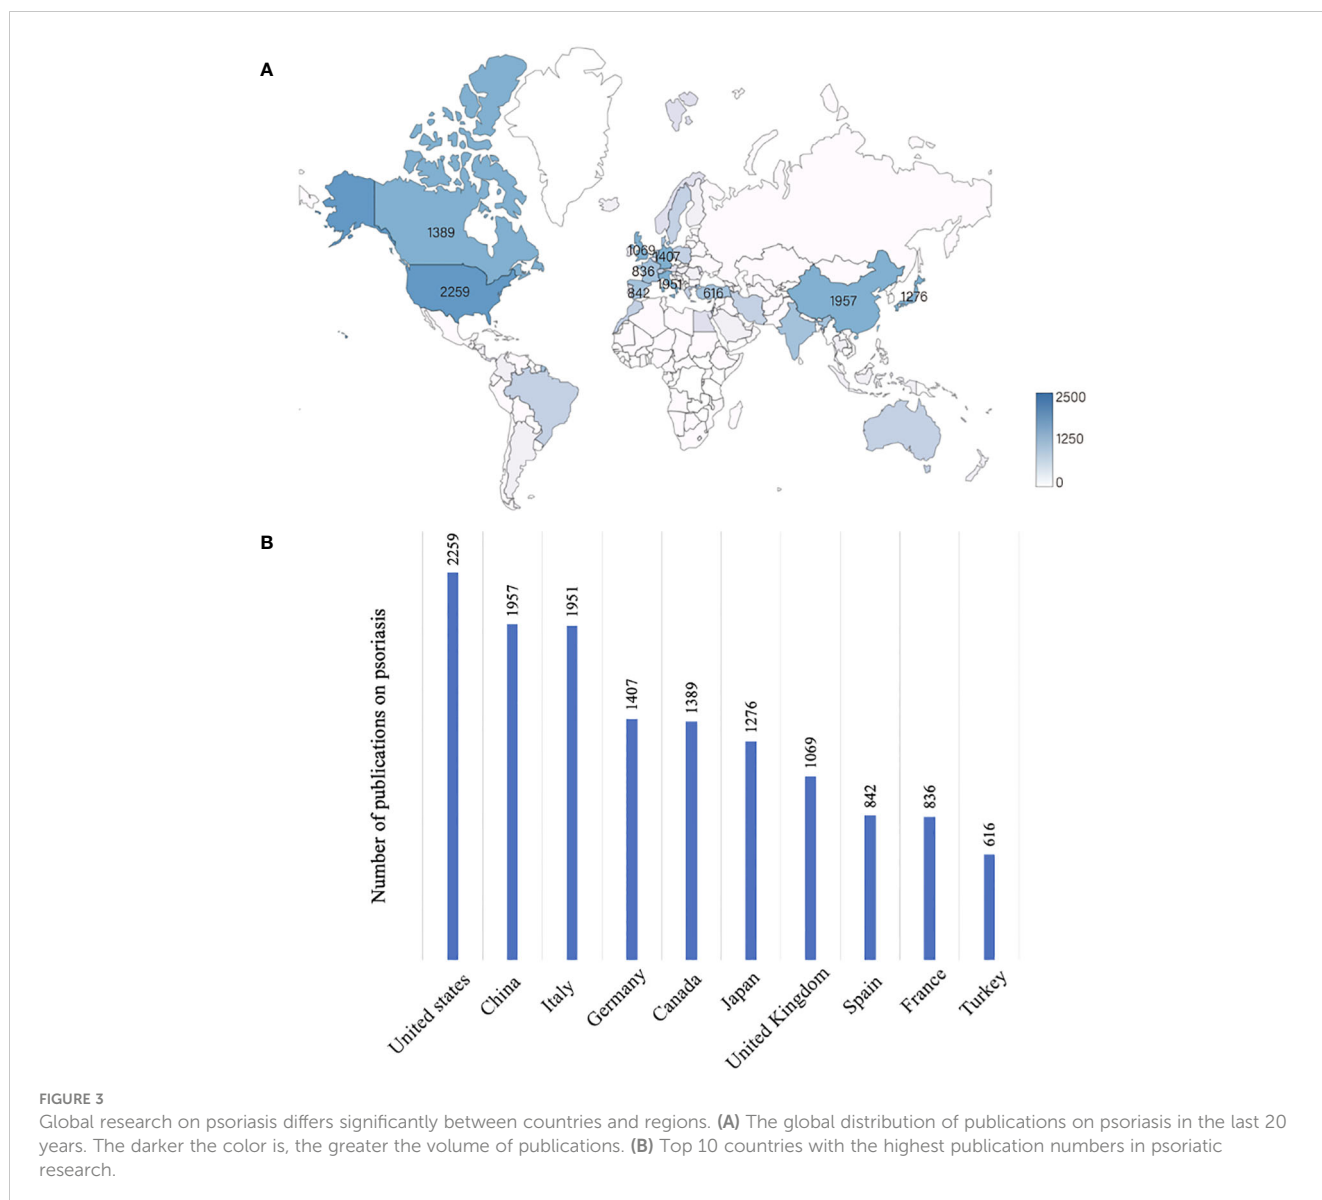 A
1389
2259
1069
1407
836
1951
842
616
1957
1276
2500
1250
0
B
Number of publications on psoriasis
2259
1957
1951
1407
1389
1276
1069
842
836
616
United states
China
Italy
Germany
Canada
Japan
United Kingdom
Spain
France
Turkey
FIGURE 3
Global research on psoriasis differs significantly between countries and regions. (A) The global distribution of publications on psoriasis in the last 20
years. The darker the color is, the greater the volume of publications. (B) Top 10 countries with the highest publication numbers in psoriatic
research.